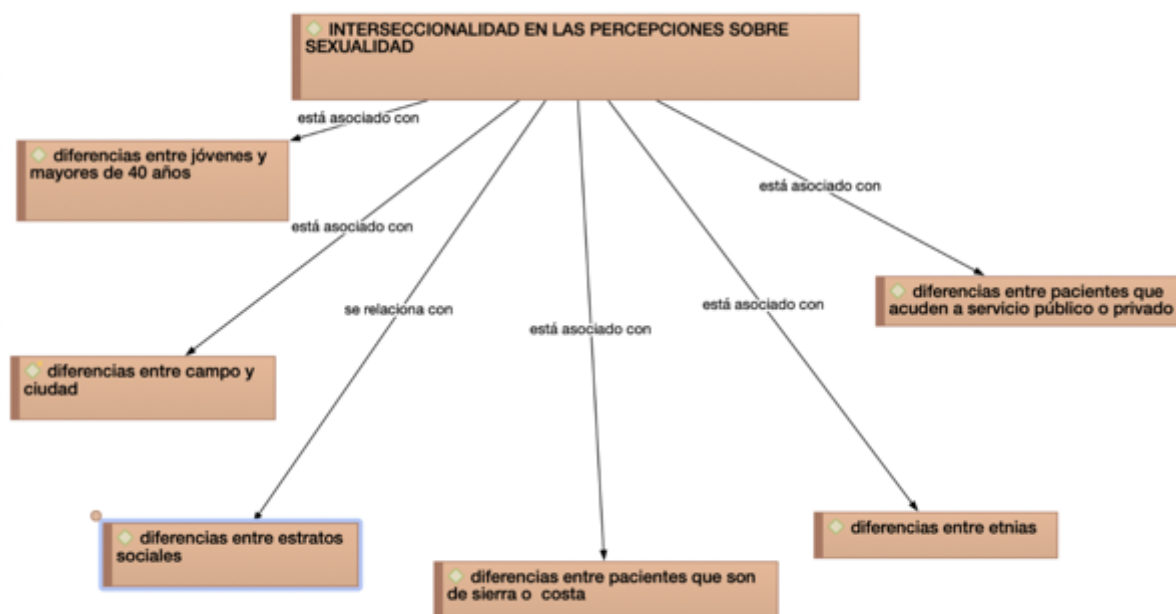 INTERSECCIONALIDAD EN LAS PERCEPCIONES SOBRE
SEXUALIDAD
está asociado con
diferencias entre jóvenes y
mayores de 40 años
está asociado con
está asociado con
diferencias entre pacientes que
acuden a servicio público o privado
se relaciona con
está asociado con
está asociado con
diferencias entre campo y
ciudad
diferencias entre estratos
sociales
diferencias entre etnias
diferencias entre pacientes que son
de sierra o costa